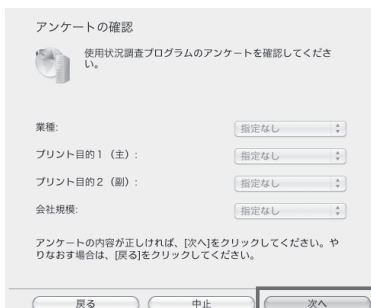 アンケートの確認
使用状況調査プログラムのアンケートを確認してくださ
い。
業種: 指定なし
プリント目的1（主）: 指定なし
プリント目的2（副）: 指定なし
会社規模: 指定なし
アンケートの内容が正しければ、[次へ]をクリックしてください。や
りなおす場合は、[戻る]をクリックしてください。
戻る 中止 次へ